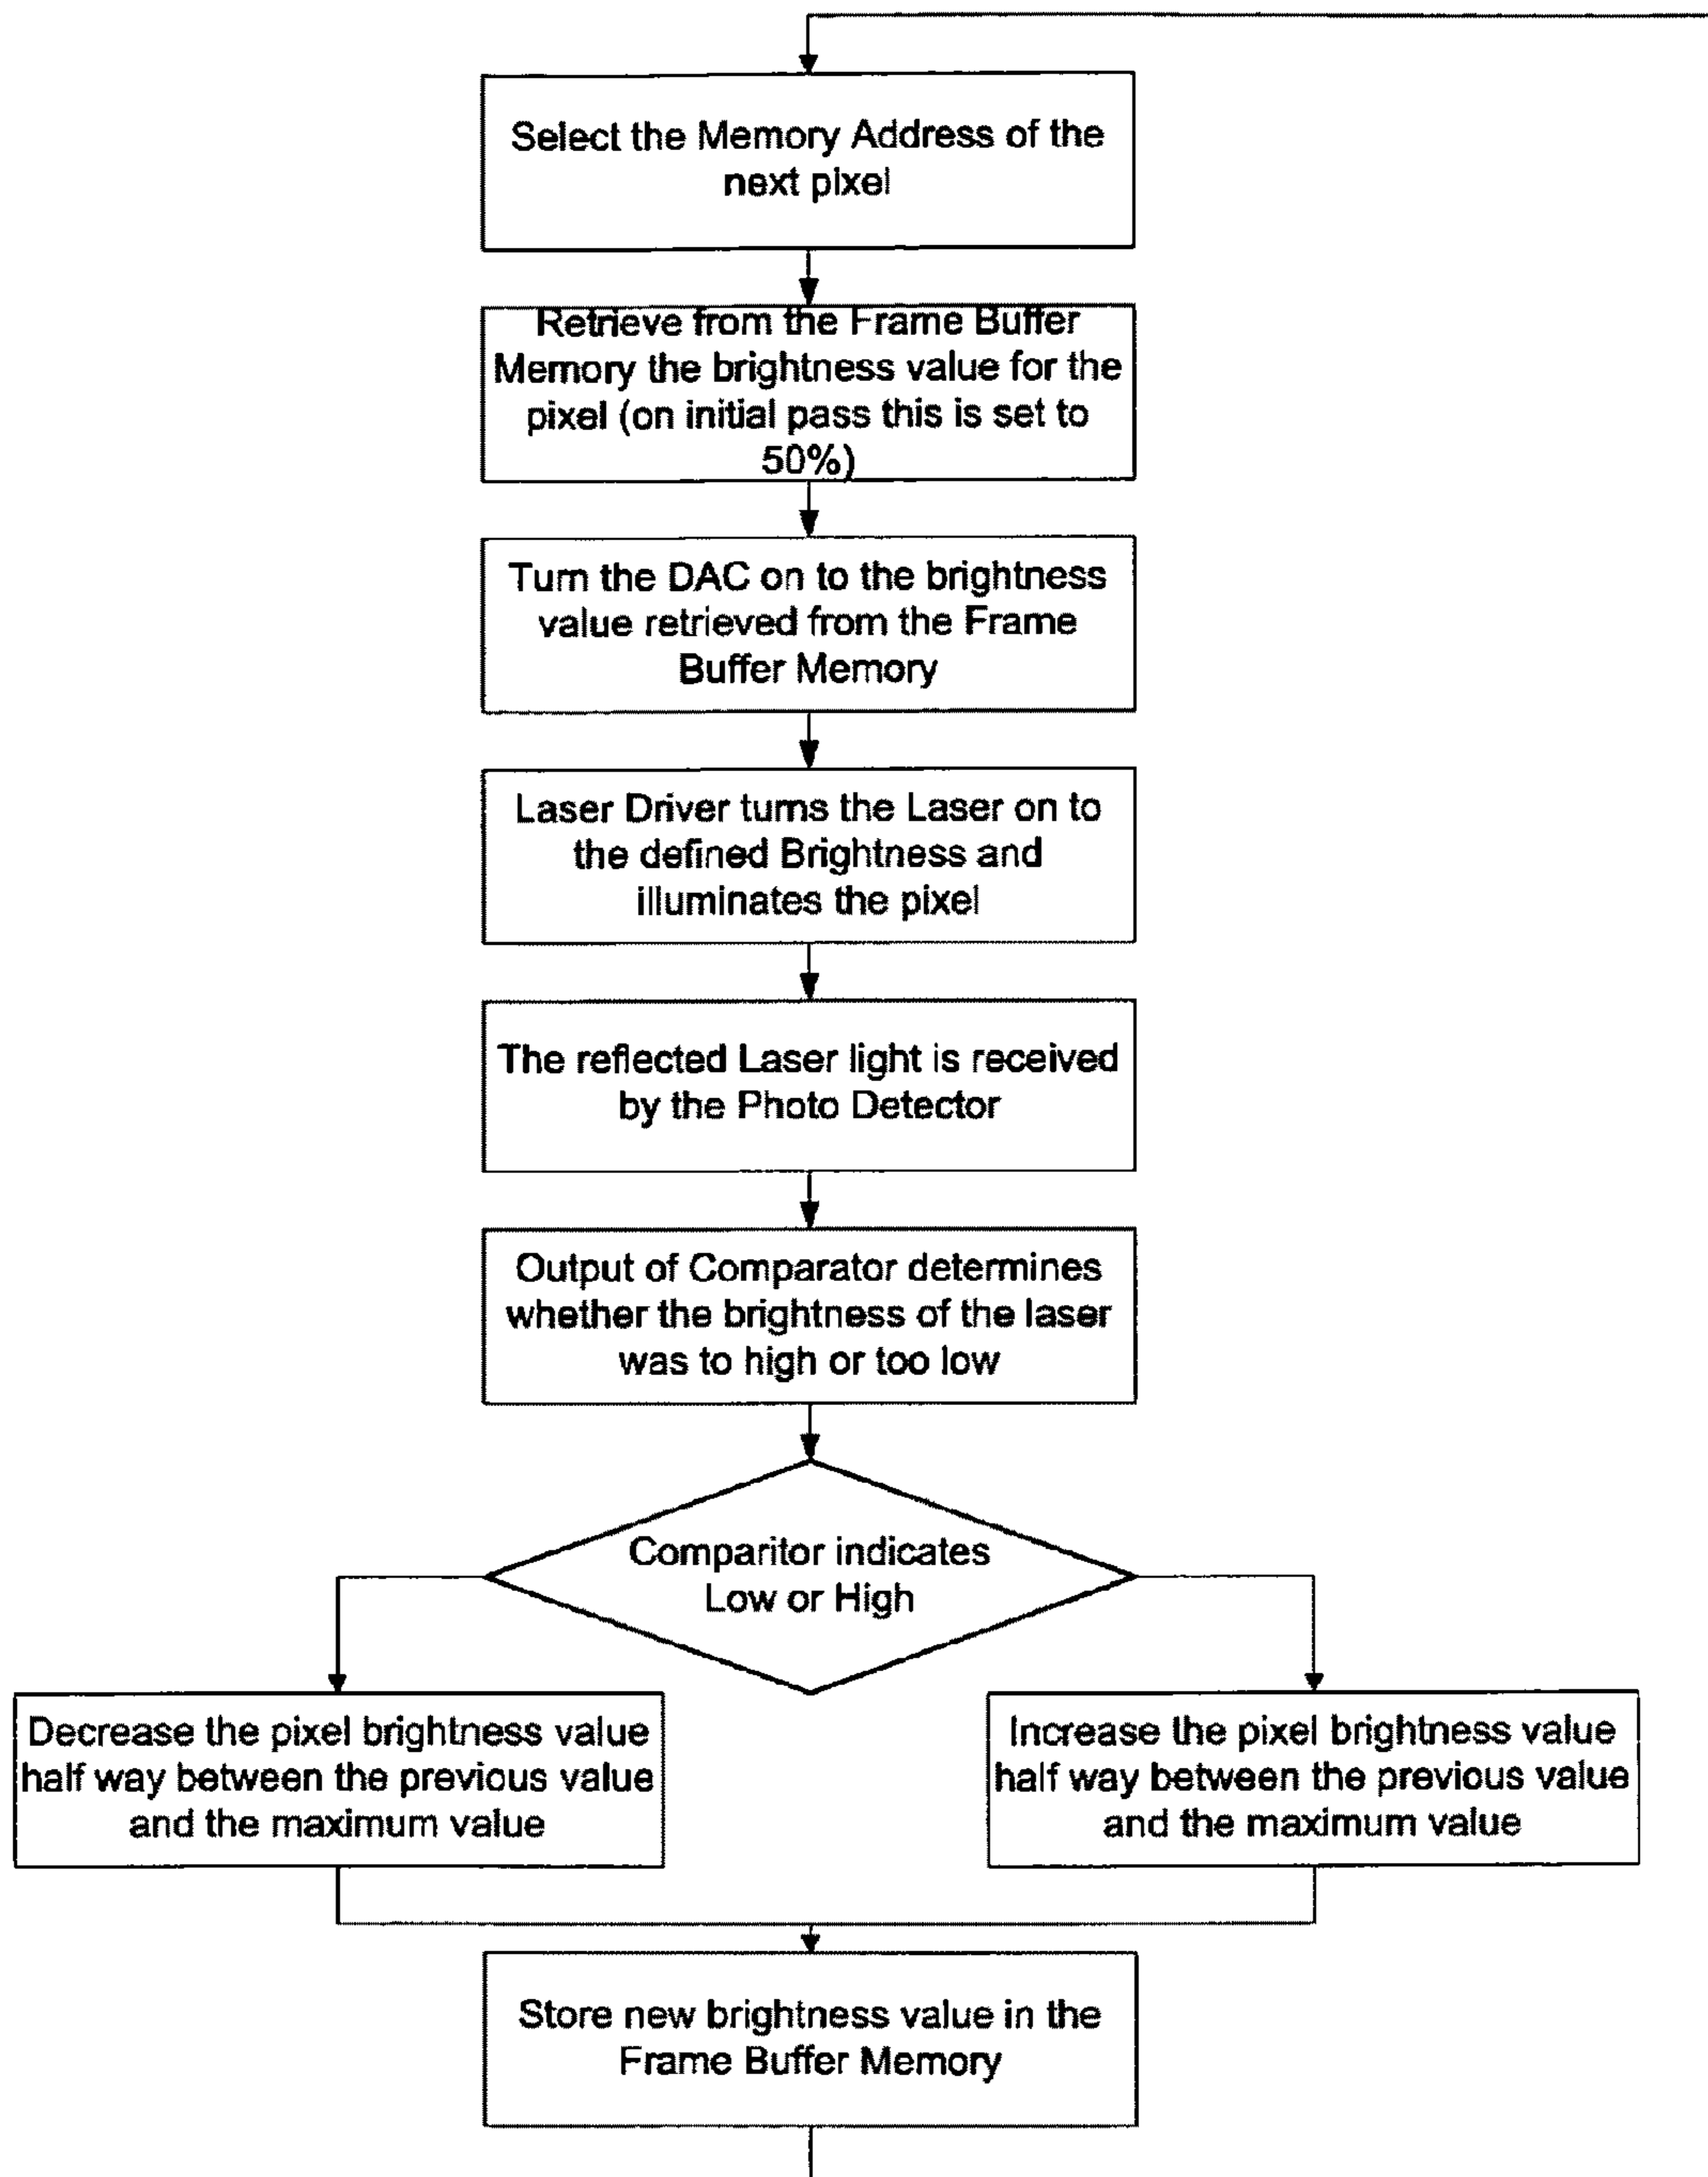 Select the Memory Address of the
next pixel
Retrieve from the Frame Buffer
Memory the brightness value for the
pixel (on initial pass this is set to
50%)
Turn the DAC on to the brightness
value retrieved from the Frame
Buffer Memory
Laser Driver turns the Laser on to
the defined Brightness and
illuminates the pixel
The reflected Laser light is received
by the Photo Detector
Output of Comparator determines
whether the brightness of the laser
was to high or too low
Comparitor indicates
Low or High
Decrease the pixel brightness value
half way between the previous value
and the maximum value
Increase the pixel brightness value
half way between the previous value
and the maximum value
Store new brightness value in the
Frame Buffer Memory